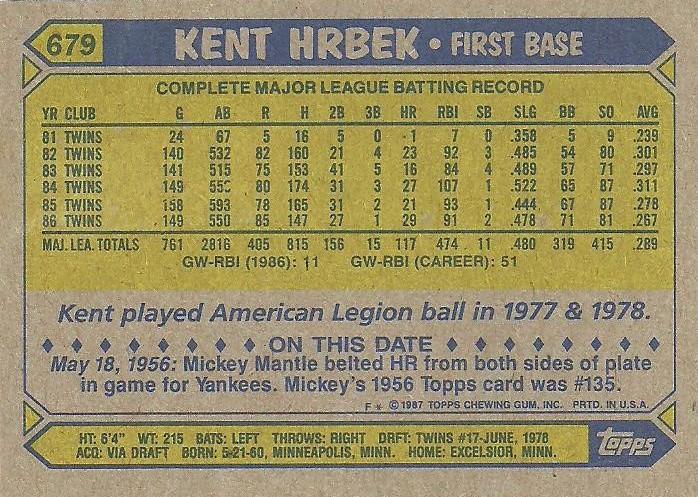 679 KENT HRBEK • FIRST BASE
COMPLETE MAJOR LEAGUE BATTING RECORD
YR CLUB G AB R H 2B 3B HR RBI SB SLG BB SO AVG
81 TWINS 24 67 5 16 5 0 1 7 0 .358 5 9 .239
82 TWINS 140 532 82 160 21 4 23 92 3 .485 54 80 .301
83 TWINS 141 515 75 153 41 5 16 84 4 .489 57 71 .297
84 TWINS 149 559 80 174 31 3 27 107 1 .522 65 87 .311
85 TWINS 158 593 78 165 31 2 21 93 1 .444 67 87 .278
86 TWINS 149 550 85 147 27 1 29 91 2 .478 71 81 .267
MAJ. LEA. TOTALS 761 2816 405 815 156 15 117 474 11 .480 319 415 .289
GW-RBI (1986): 11 GW-RBI (CAREER): 51
Kent played American Legion ball in 1977 & 1978.
♦ ♦ ♦ ♦ ♦ ♦ ♦ ♦ ON THIS DATE ♦ ♦ ♦ ♦ ♦ ♦ ♦ ♦
May 18, 1956: Mickey Mantle belted HR from both sides of plate
in game for Yankees. Mickey's 1956 Topps card was #135.
F * © 1987 TOPPS CHEWING GUM, INC. PRTD. IN U.S.A.
HT: 6'4" WT: 215 BATS: LEFT THROWS: RIGHT DRFT: TWINS #17-JUNE, 1978
ACQ: VIA DRAFT BORN: 5-21-60, MINNEAPOLIS, MINN. HOME: EXCELSIOR, MINN.
topps